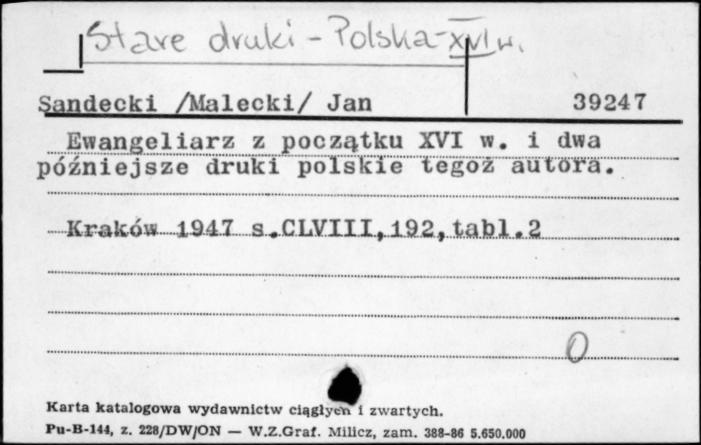 Stare druki - Polska - XVI w.
Sandecki /Malecki/ Jan 39247
Ewangeliarz z początku XVI w. i dwa
późniejsze druki polskie tegoż autora.
Kraków 1947 s.CLVIII,192,tabl.2
0
Karta katalogowa wydawnictw ciągłych i zwartych.
Pu-B-144, z. 228/DW/ON — W.Z.Graf. Milicz, zam. 388-86 5.650.000